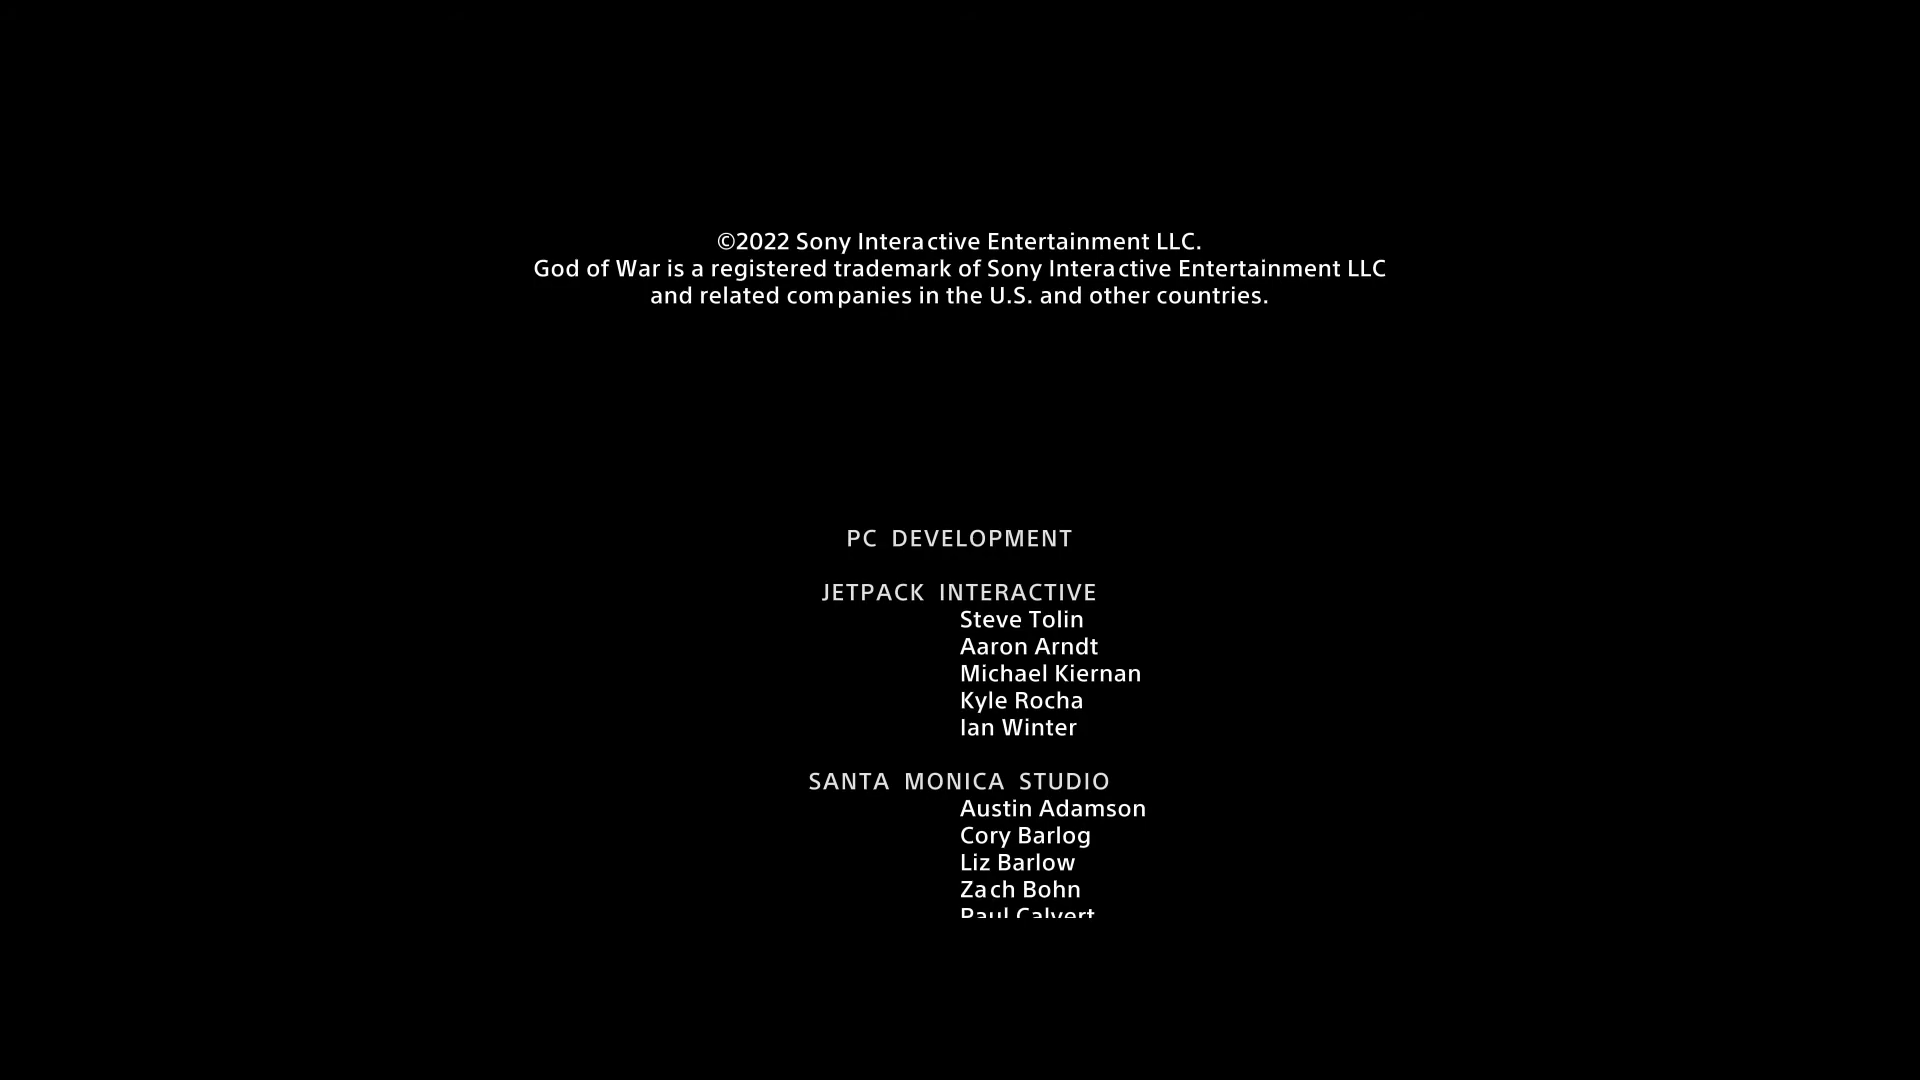 ©2022 Sony Interactive Entertainment LLC.
God of War is a registered trademark of Sony Interactive Entertainment LLC
and related companies in the U.S. and other countries.
PC DEVELOPMENT
JETPACK INTERACTIVE
Steve Tolin
Aaron Arndt
Michael Kiernan
Kyle Rocha
Ian Winter
SANTA MONICA STUDIO
Austin Adamson
Cory Barlog
Liz Barlow
Zach Bohn
Paul Calvert